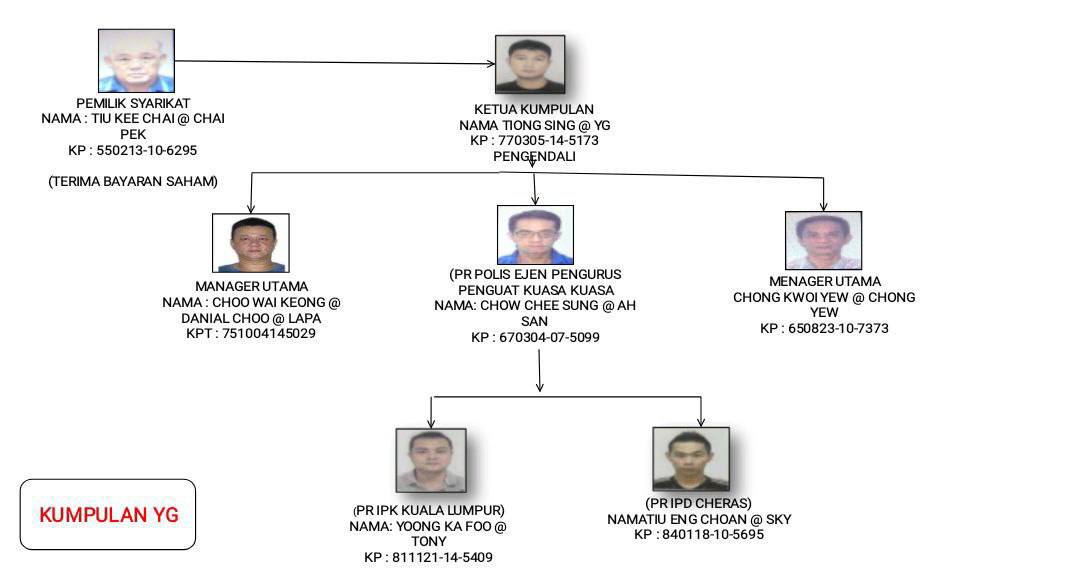 PEMILIK SYARIKAT
NAMA : TIU KEE CHAI @ CHAI
PEK
KP : 550213-10-6295
(TERIMA BAYARAN SAHAM)
KETUA KUMPULAN
NAMA TIONG SING @ YG
KP : 770305-14-5173
PENGENDALI
MANAGER UTAMA
NAMA : CHOO WAI KEONG @
DANIAL CHOO @ LAPA
KPT : 751004145029
(PR POLIS EJEN PENGURUS
PENGUAT KUASA KUASA
NAMA: CHOW CHEE SUNG @ AH
SAN
KP : 670304-07-5099
MENAGER UTAMA
CHONG KWOI YEW @ CHONG
YEW
KP : 650823-10-7373
(PR IPK KUALA LUMPUR)
NAMA: YOONG KA FOO @
TONY
KP : 811121-14-5409
(PR IPD CHERAS)
NAMATIU ENG CHOAN @ SKY
KP : 840118-10-5695
KUMPULAN YG